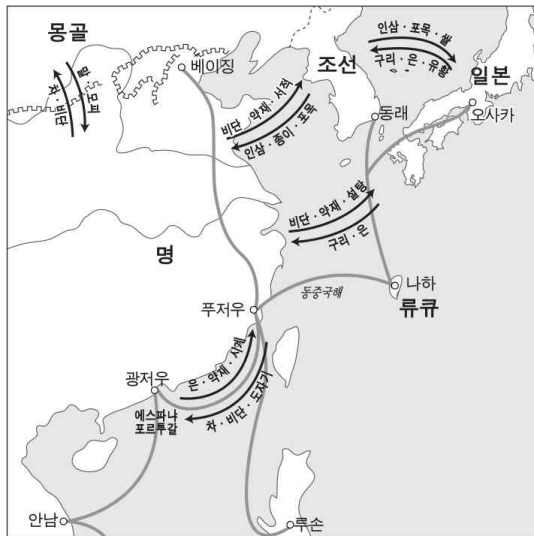 몽골
말·모피
차·비단
베이징
조선
인삼·포목·쌀
구리·은·유황
일본
동래
오사카
비단·약재·서적
인삼·종이·포목
비단·약재·설탕
구리·은
명
나하
류큐
동중국해
푸저우
은·약재·시계
차·비단·도자기
광저우
에스파냐
포르투갈
안남
루손